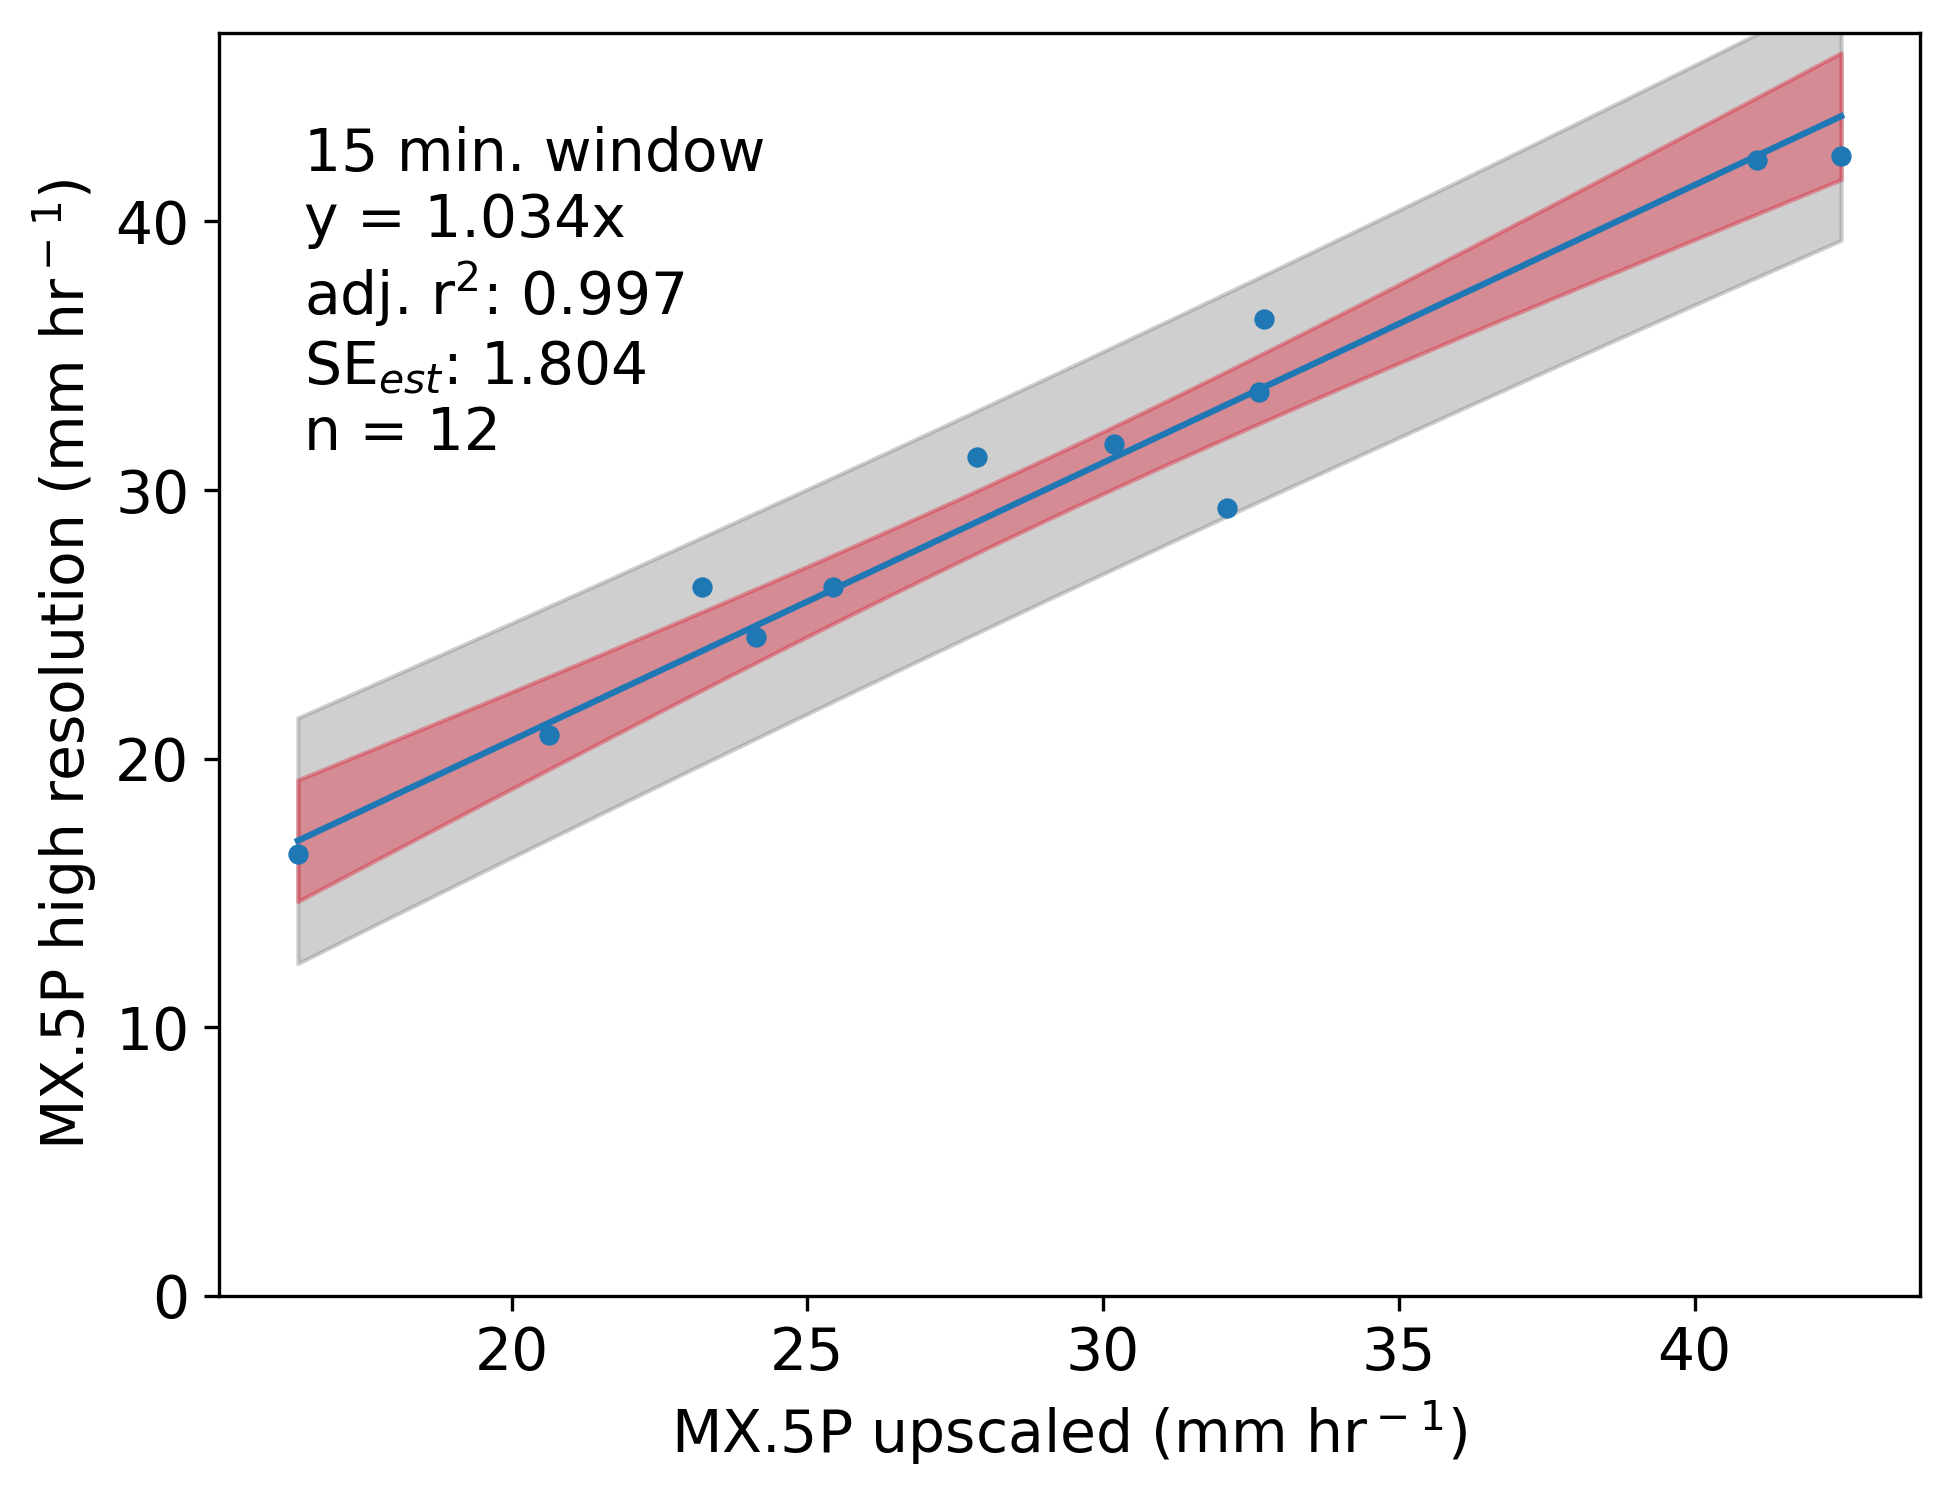 15 min. window
y = 1.034x
adj. r²: 0.997
SEest: 1.804
n = 12
MX.5P high resolution (mm hr⁻¹)
40
30
20
10
0
20 25 30 35 40
MX.5P upscaled (mm hr⁻¹)